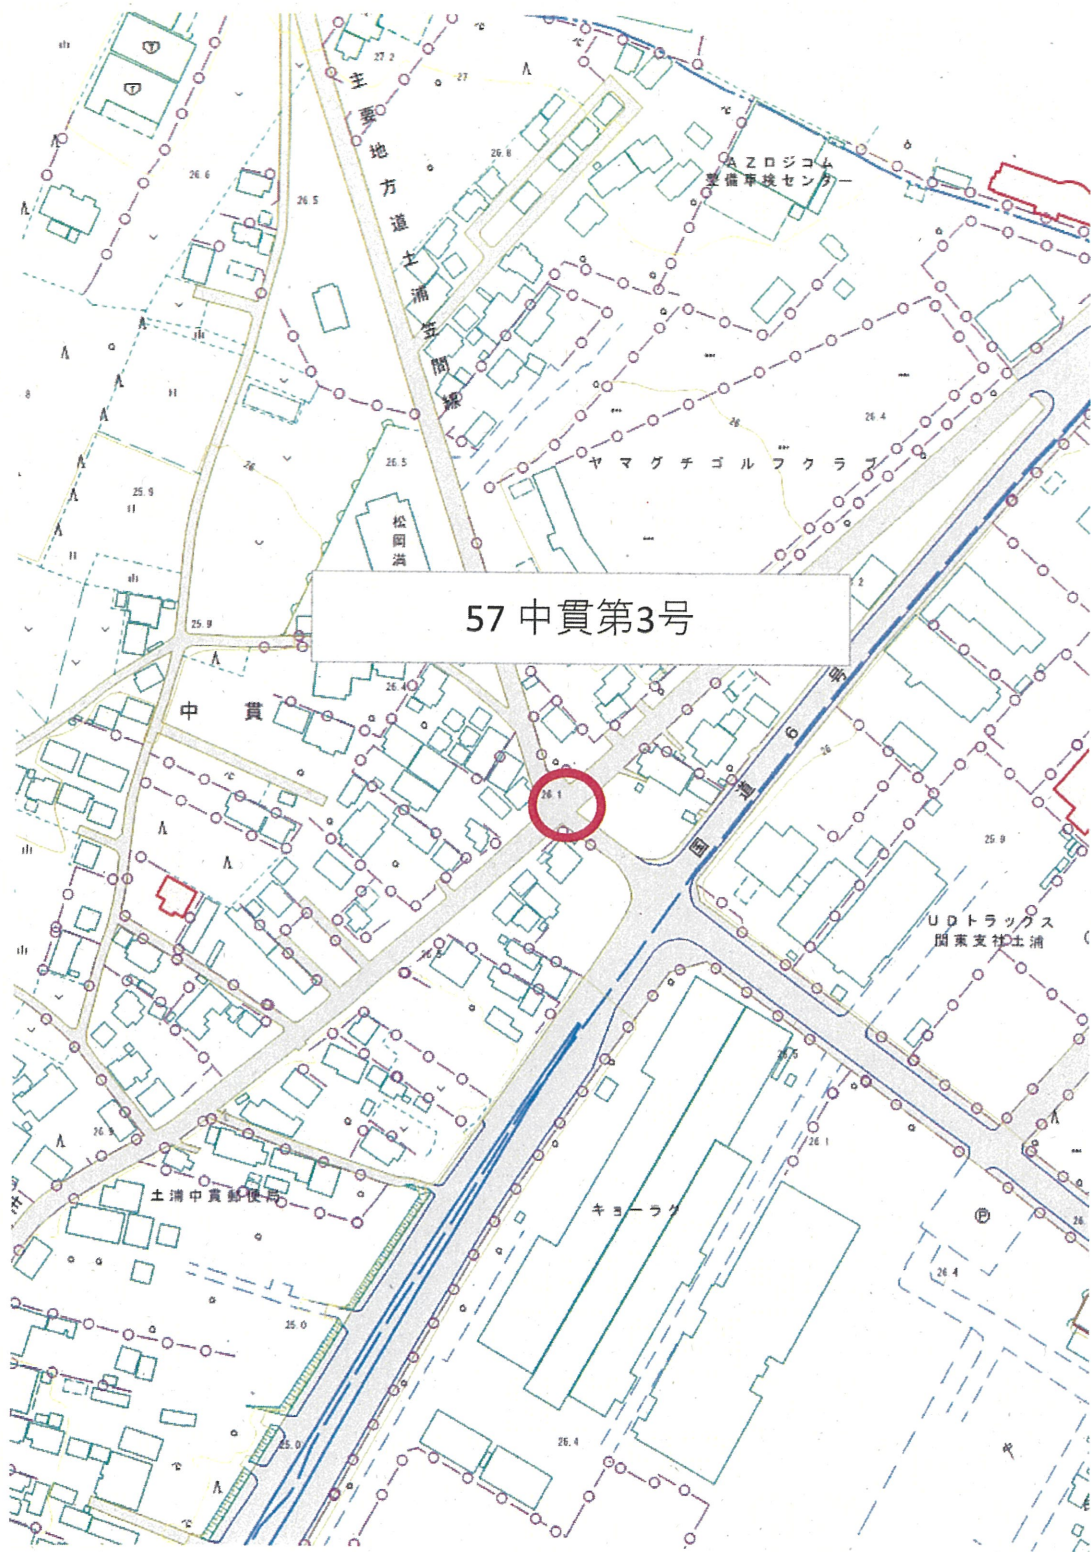 27.2
27
主要地方道土浦笠間線
26.8
26.6
26.5
AZロジコム
整備車検センター
26.4
26
ヤマグチゴルフクラブ
26
26.5
25.9
松岡満
57 中貫第3号
25.9
26.4
中貫
国道6号
26
26.1
25.9
UDトラックス
関東支社土浦
26.5
26.5
26.1
26.9
土浦中貫郵便局
キョーラク
P
26.4
25.0
25.0
26.4